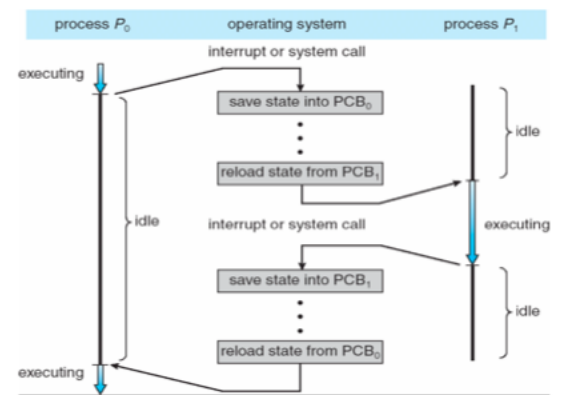 process P0 operating system process P1
interrupt or system call
executing
save state into PCB0
idle
reload state from PCB1
idle
interrupt or system call
executing
save state into PCB1
idle
reload state from PCB0
executing